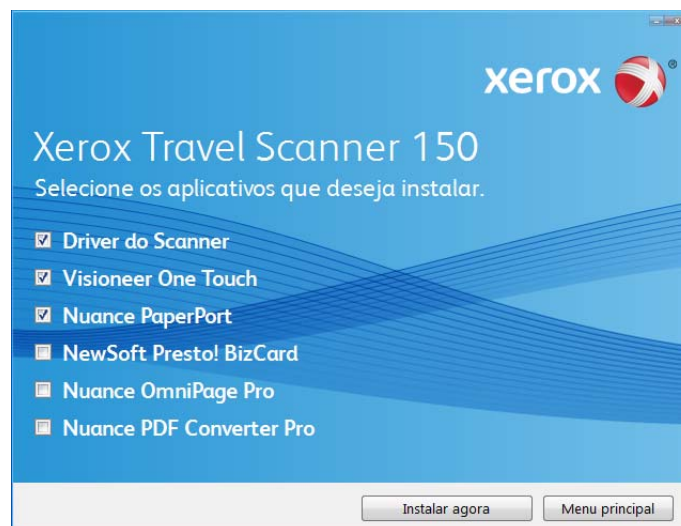 xerox ®
Xerox Travel Scanner 150
Selecione os aplicativos que deseja instalar.
Driver do Scanner
Visioneer One Touch
Nuance PaperPort
NewSoft Presto! BizCard
Nuance OmniPage Pro
Nuance PDF Converter Pro
Instalar agora Menu principal